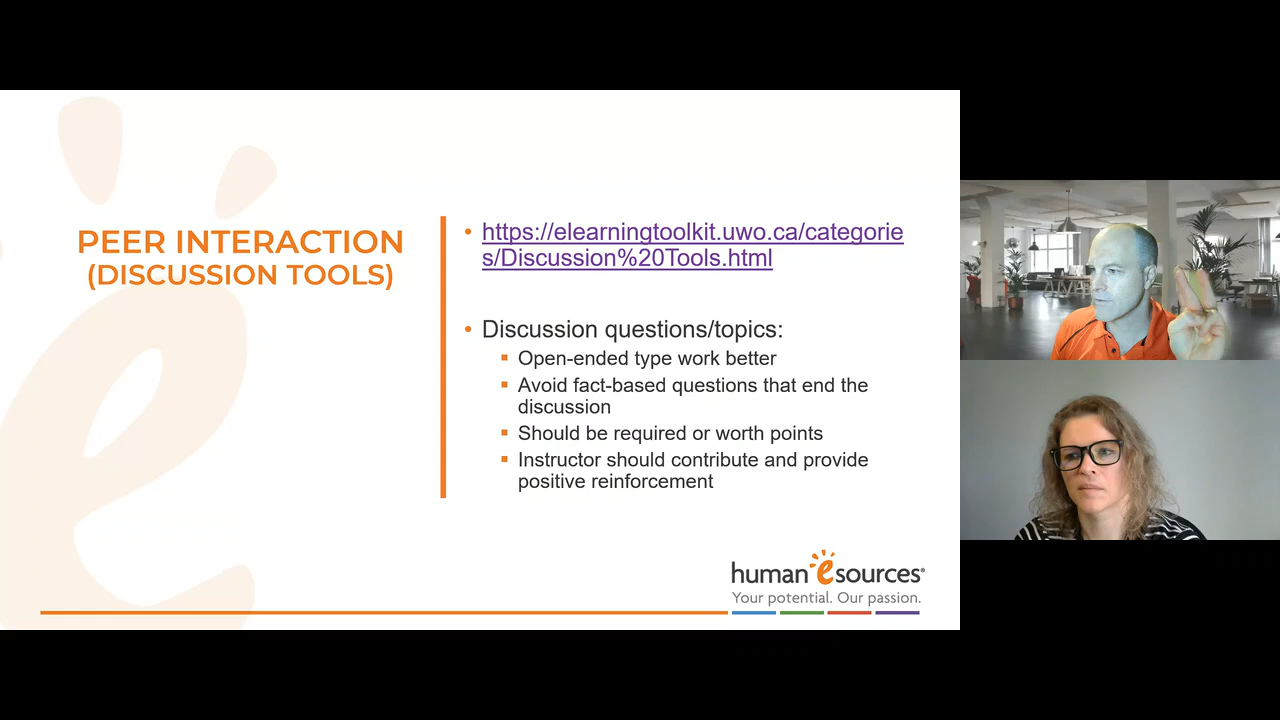 PEER INTERACTION
(DISCUSSION TOOLS)
• https://elearningtoolkit.uwo.ca/categorie
s/Discussion%20Tools.html
• Discussion questions/topics:
▪ Open-ended type work better
▪ Avoid fact-based questions that end the
discussion
▪ Should be required or worth points
▪ Instructor should contribute and provide
positive reinforcement
human esources®
Your potential. Our passion.